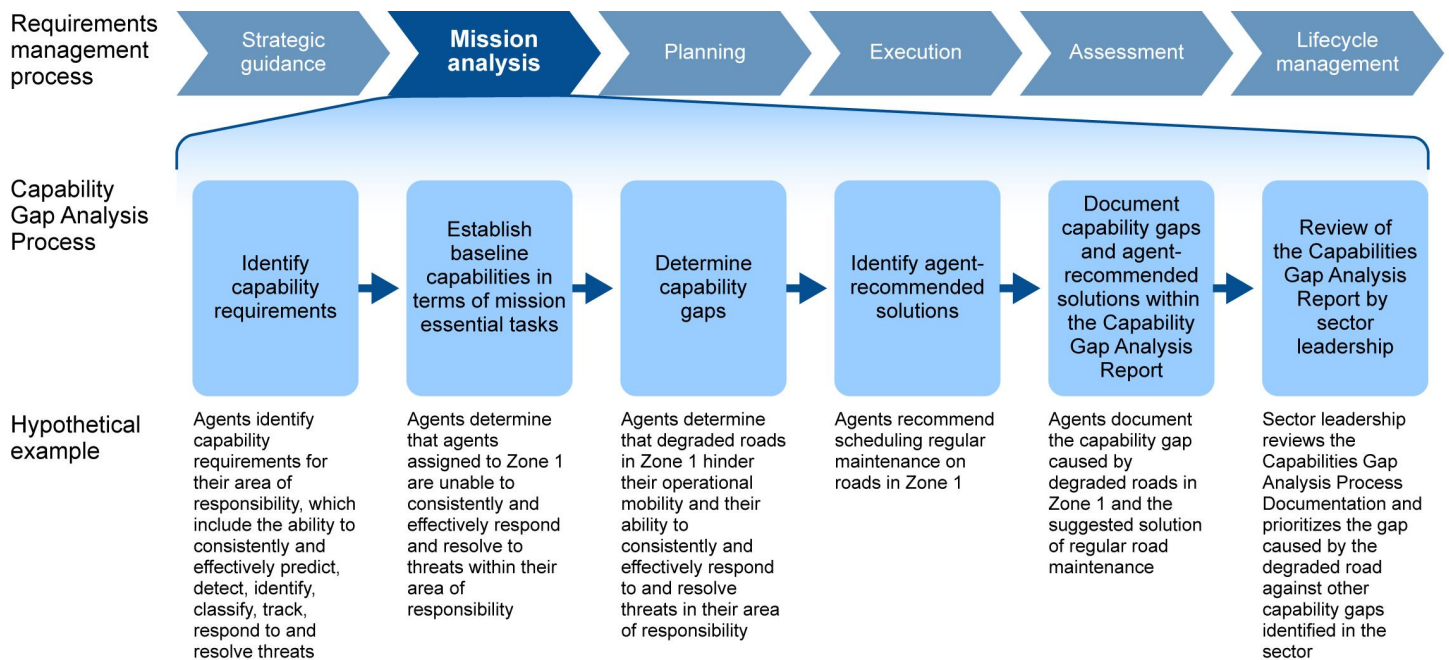 Requirements
management
process
Strategic
guidance
Mission
analysis
Planning
Execution
Assessment
Lifecycle
management
Capability
Gap Analysis
Process
Identify
capability
requirements
Establish
baseline
capabilities in
terms of mission
essential tasks
Determine
capability
gaps
Identify agent-
recommended
solutions
Document
capability gaps
and agent-
recommended
solutions within
the Capability
Gap Analysis
Report
Review of
the Capabilities
Gap Analysis
Report by
sector
leadership
Hypothetical
example
Agents identify
capability
requirements for
their area of
responsibility, which
include the ability to
consistently and
effectively predict,
detect, identify,
classify, track,
respond to and
resolve threats
Agents determine
that agents
assigned to Zone 1
are unable to
consistently and
effectively respond
and resolve to
threats within their
area of
responsibility
Agents determine
that degraded roads
in Zone 1 hinder
their operational
mobility and their
ability to
consistently and
effectively respond
to and resolve
threats in their area
of responsibility
Agents recommend
scheduling regular
maintenance on
roads in Zone 1
Agents document
the capability gap
caused by
degraded roads in
Zone 1 and the
suggested solution
of regular road
maintenance
Sector leadership
reviews the
Capabilities Gap
Analysis Process
Documentation and
prioritizes the gap
caused by the
degraded road
against other
capability gaps
identified in the
sector